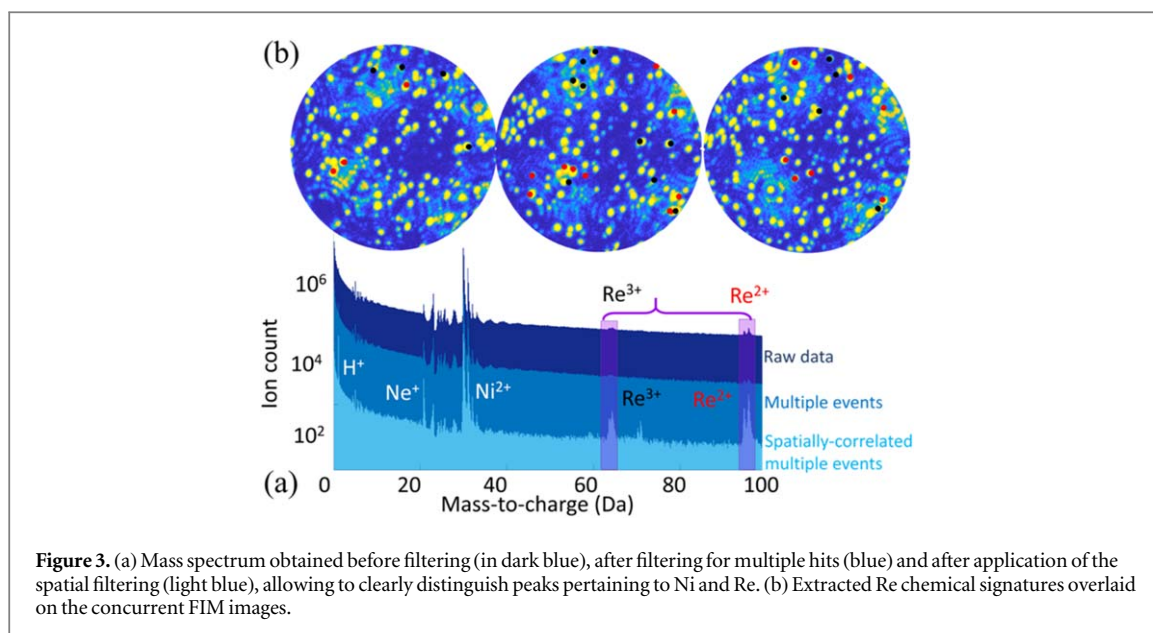 (b)
10⁶
Re³⁺
Re²⁺
Raw data
10⁴
H⁺
Ne⁺
Ni²⁺
Re³⁺
Re²⁺
Multiple events
10²
Spatially-correlated
multiple events
Ion count
(a)
0 20 40 60 80 100
Mass-to-charge (Da)
Figure 3. (a) Mass spectrum obtained before filtering (in dark blue), after filtering for multiple hits (blue) and after application of the
spatial filtering (light blue), allowing to clearly distinguish peaks pertaining to Ni and Re. (b) Extracted Re chemical signatures overlaid
on the concurrent FIM images.